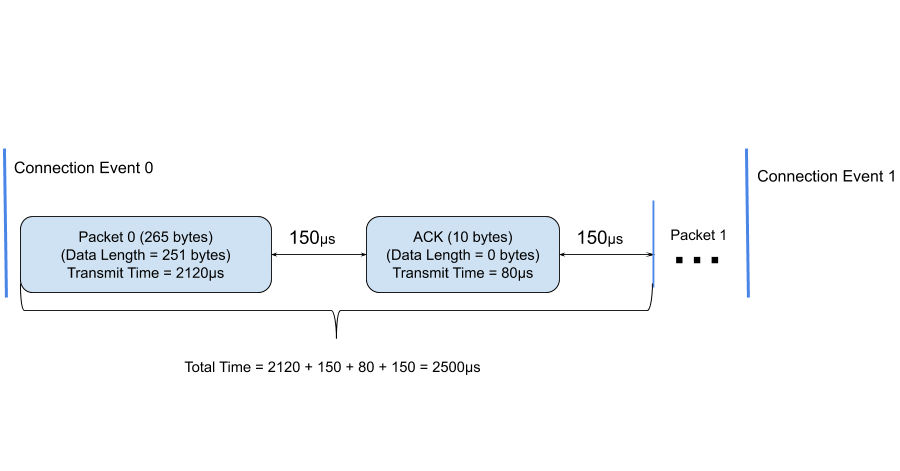 Connection Event 0
Connection Event 1
Packet 0 (265 bytes)
(Data Length = 251 bytes)
Transmit Time = 2120µs
150µs
ACK (10 bytes)
(Data Length = 0 bytes)
Transmit Time = 80µs
150µs
Packet 1
Total Time = 2120 + 150 + 80 + 150 = 2500µs